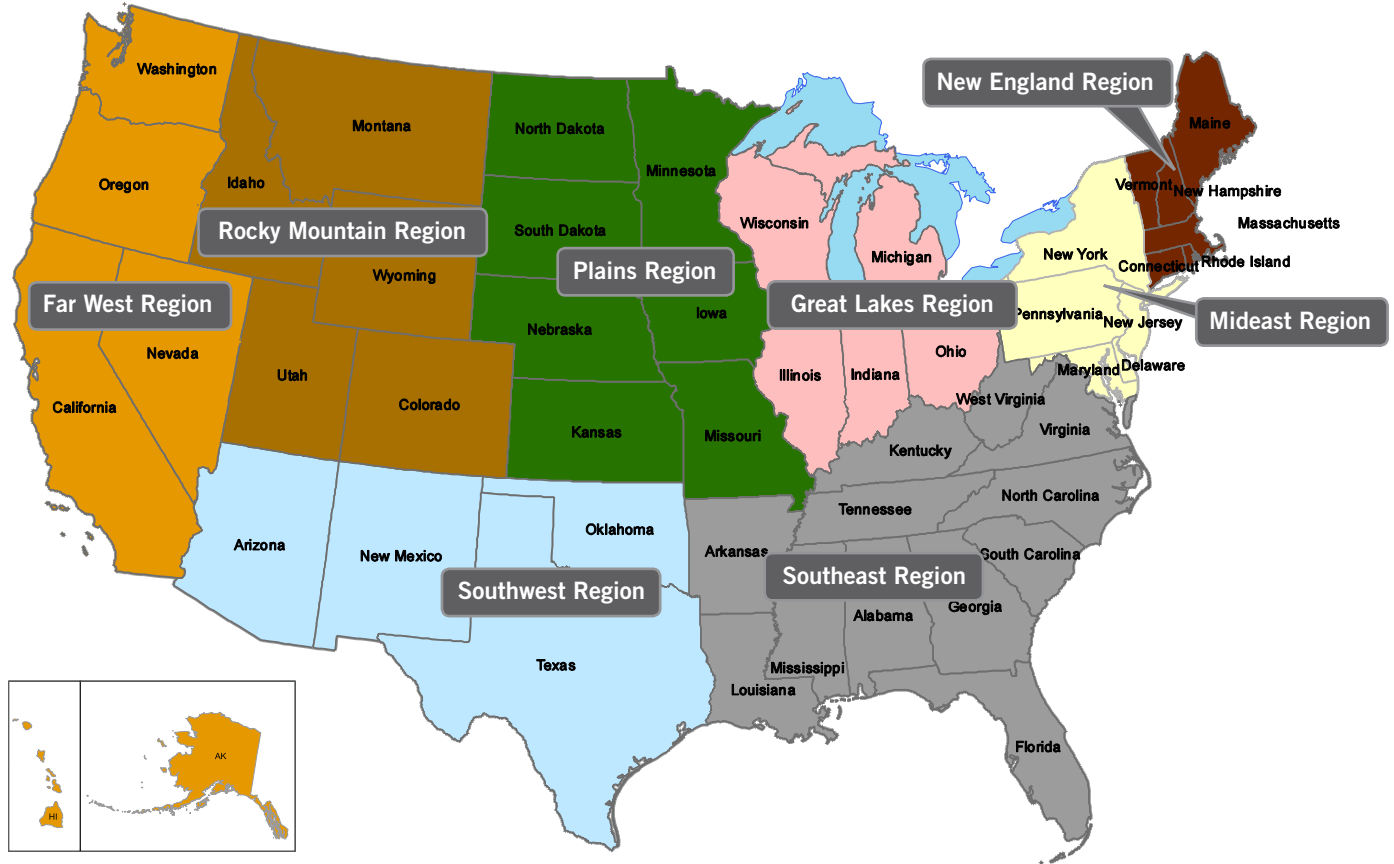 Washington
New England Region
Maine
Montana
North Dakota
Minnesota
Oregon
Idaho
Vermont
New Hampshire
Rocky Mountain Region
South Dakota
Wisconsin
Massachusetts
Michigan
New York
Connecticut
Rhode Island
Plains Region
Wyoming
Far West Region
Great Lakes Region
Iowa
Pennsylvania
New Jersey
Mideast Region
Nebraska
Nevada
Ohio
Utah
Illinois
Indiana
Maryland
Delaware
California
Colorado
West Virginia
Kansas
Missouri
Virginia
Kentucky
North Carolina
Tennessee
Oklahoma
Arizona
New Mexico
Arkansas
South Carolina
Southwest Region
Southeast Region
Georgia
Alabama
Texas
Mississippi
Louisiana
Florida
AK
HI